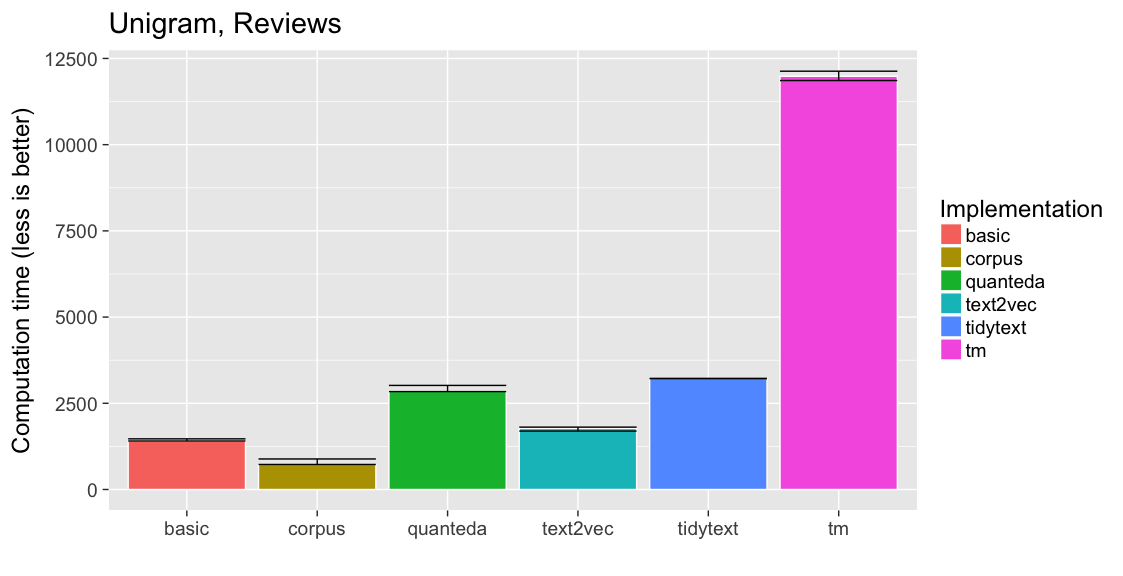 Unigram, Reviews
Computation time (less is better)
12500
10000
7500
5000
2500
0
basic
corpus
quanteda
text2vec
tidytext
tm
Implementation
basic
corpus
quanteda
text2vec
tidytext
tm